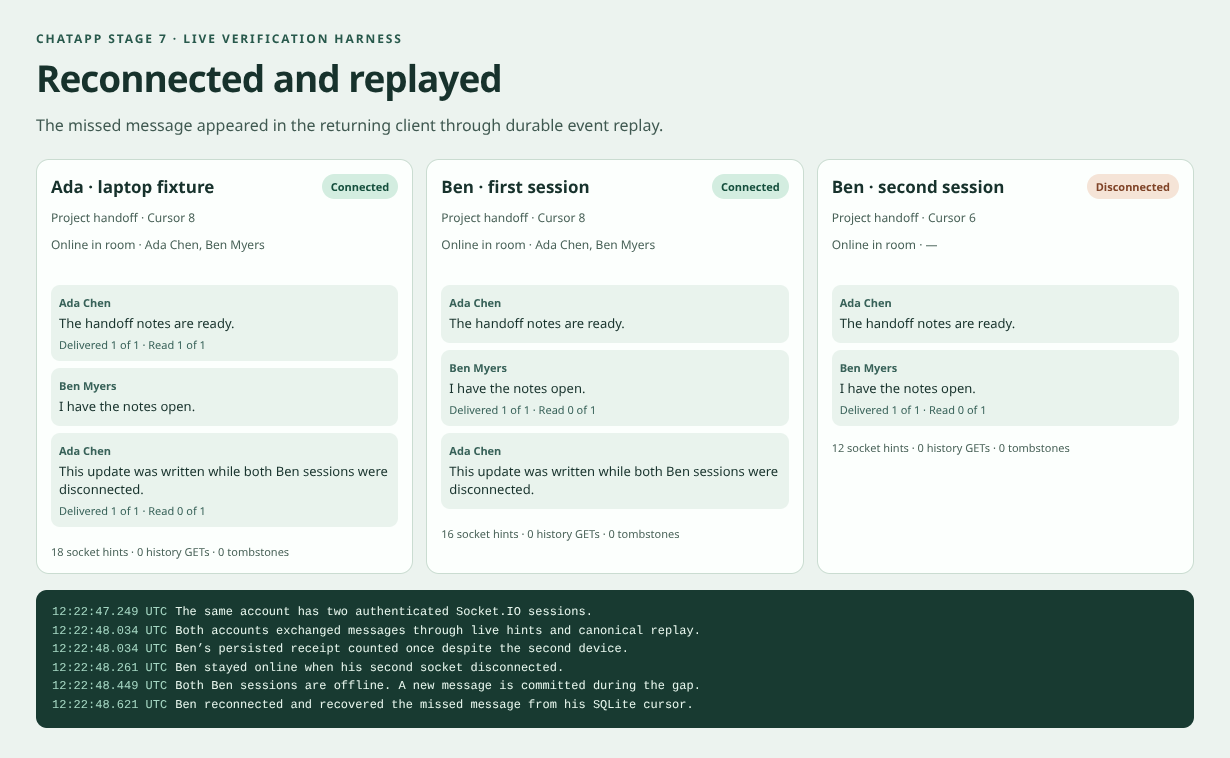 CHATAPP STAGE 7 · LIVE VERIFICATION HARNESS
Reconnected and replayed
The missed message appeared in the returning client through durable event replay.
Ada · laptop fixture
Connected
Project handoff · Cursor 8
Online in room · Ada Chen, Ben Myers
Ada Chen
The handoff notes are ready.
Delivered 1 of 1 · Read 1 of 1
Ben Myers
I have the notes open.
Ada Chen
This update was written while both Ben sessions were
disconnected.
Delivered 1 of 1 · Read 0 of 1
18 socket hints · 0 history GETs · 0 tombstones
Ben · first session
Connected
Project handoff · Cursor 8
Online in room · Ada Chen, Ben Myers
Ada Chen
The handoff notes are ready.
Ben Myers
I have the notes open.
Delivered 1 of 1 · Read 0 of 1
Ada Chen
This update was written while both Ben sessions were
disconnected.
16 socket hints · 0 history GETs · 0 tombstones
Ben · second session
Disconnected
Project handoff · Cursor 6
Online in room · —
Ada Chen
The handoff notes are ready.
Ben Myers
I have the notes open.
Delivered 1 of 1 · Read 0 of 1
12 socket hints · 0 history GETs · 0 tombstones
12:22:47.249 UTC The same account has two authenticated Socket.IO sessions.
12:22:48.034 UTC Both accounts exchanged messages through live hints and canonical replay.
12:22:48.034 UTC Ben’s persisted receipt counted once despite the second device.
12:22:48.261 UTC Ben stayed online when his second socket disconnected.
12:22:48.449 UTC Both Ben sessions are offline. A new message is committed during the gap.
12:22:48.621 UTC Ben reconnected and recovered the missed message from his SQLite cursor.